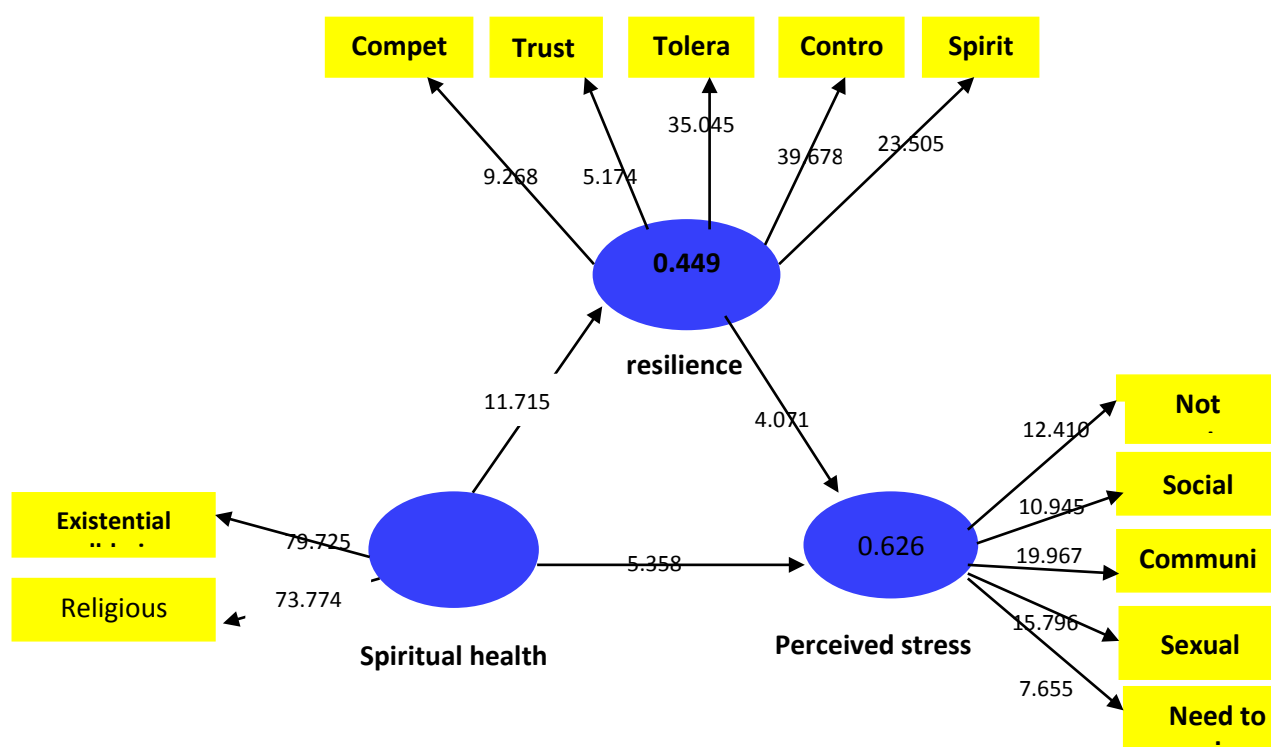 Compet
Trust
Tolera
Contro
Spirit
35.045
23.505
39.678
9.268
5.174
0.449
resilience
11.715
4.071
Not
12.410
Social
10.945
Existential
79.725
0.626
5.358
19.967
Communi
Religious
73.774
15.796
Sexual
Spiritual health
Perceived stress
7.655
Need to